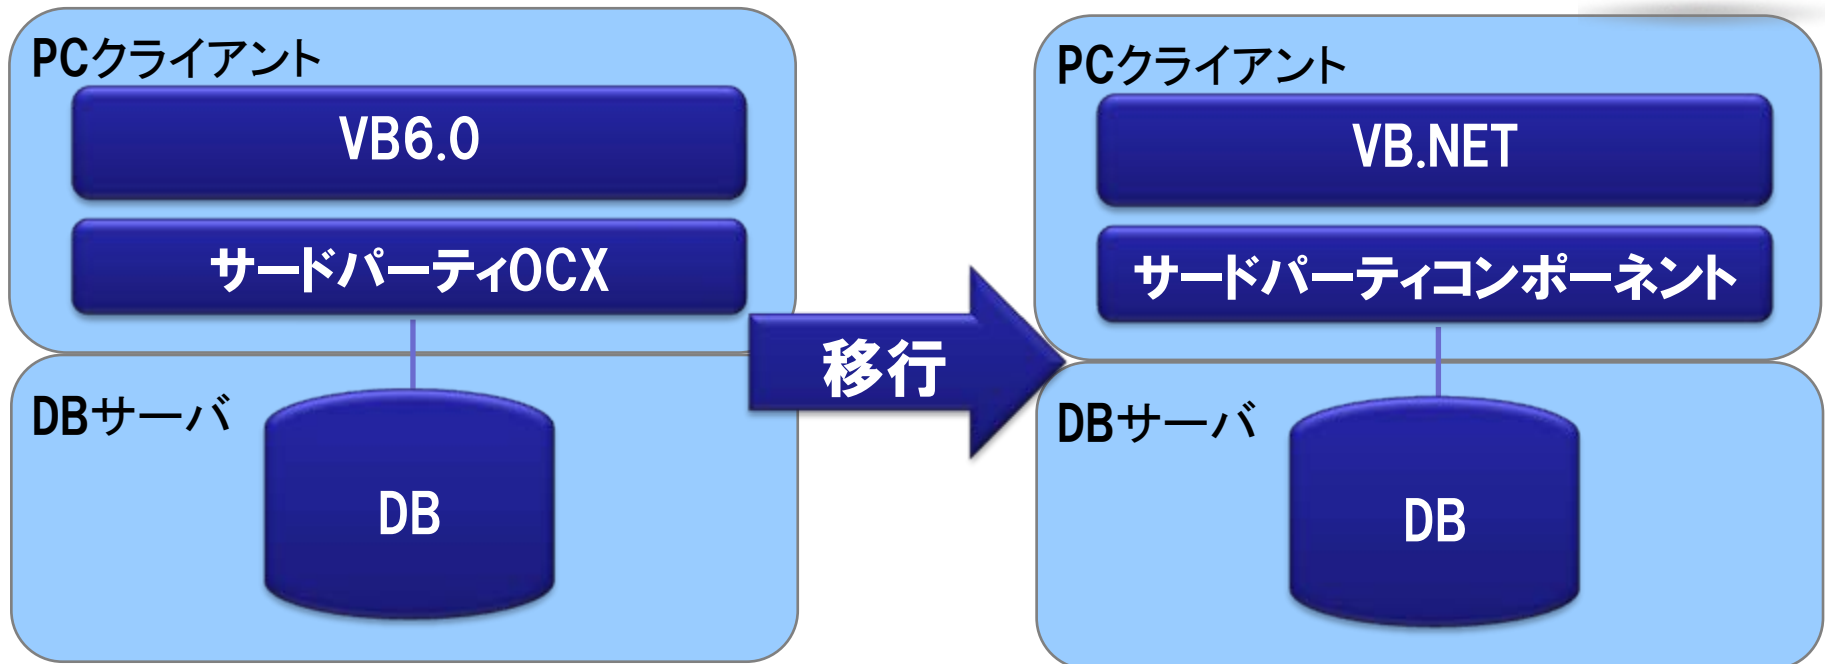 PCクライアント
VB6.0
サードパーティOCX
DBサーバ
DB
移行
PCクライアント
VB.NET
サードパーティコンポーネント
DBサーバ
DB